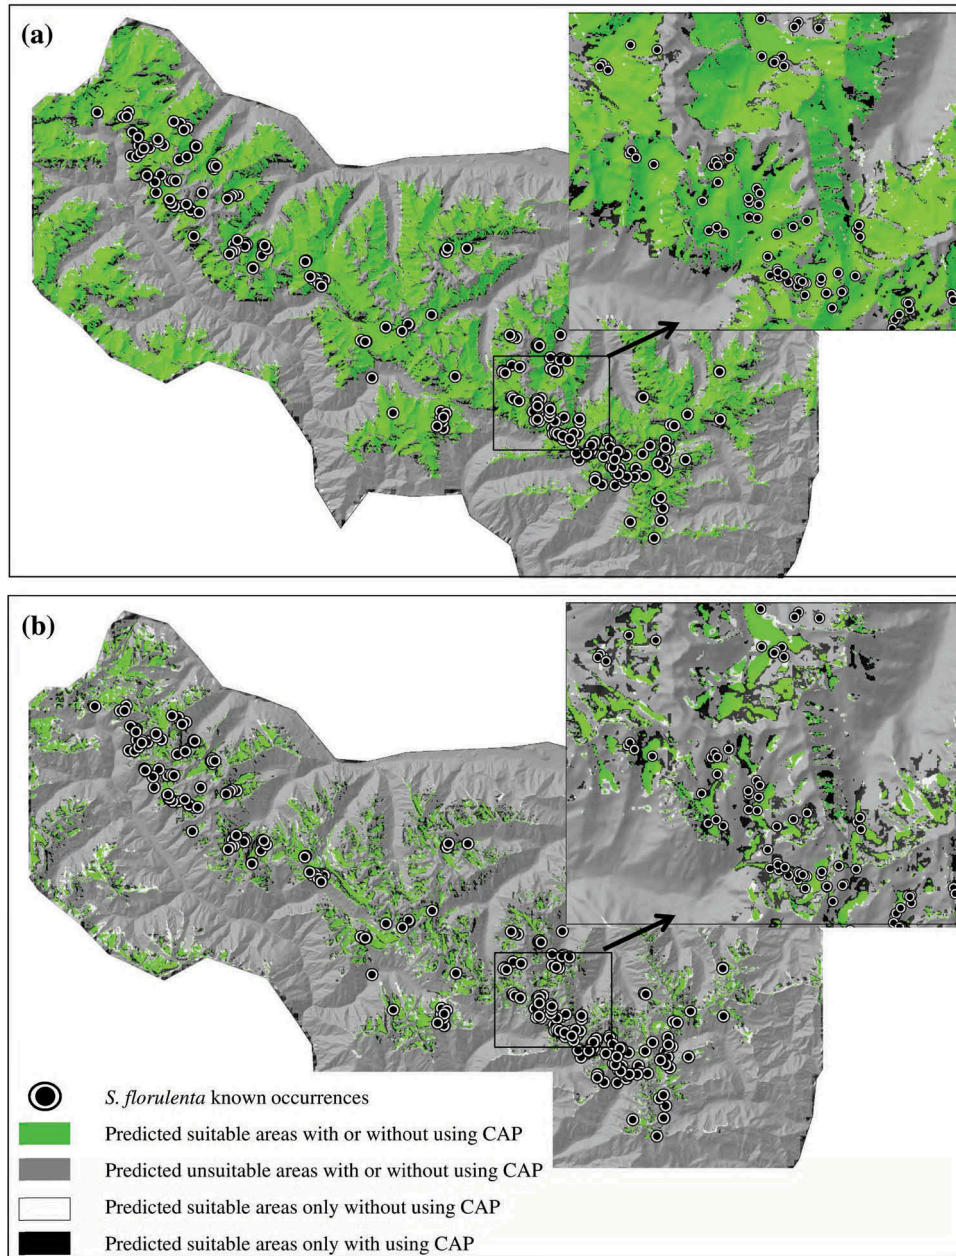 (a)
(b)
S. florulenta known occurrences
Predicted suitable areas with or without using CAP
Predicted unsuitable areas with or without using CAP
Predicted suitable areas only without using CAP
Predicted suitable areas only with using CAP